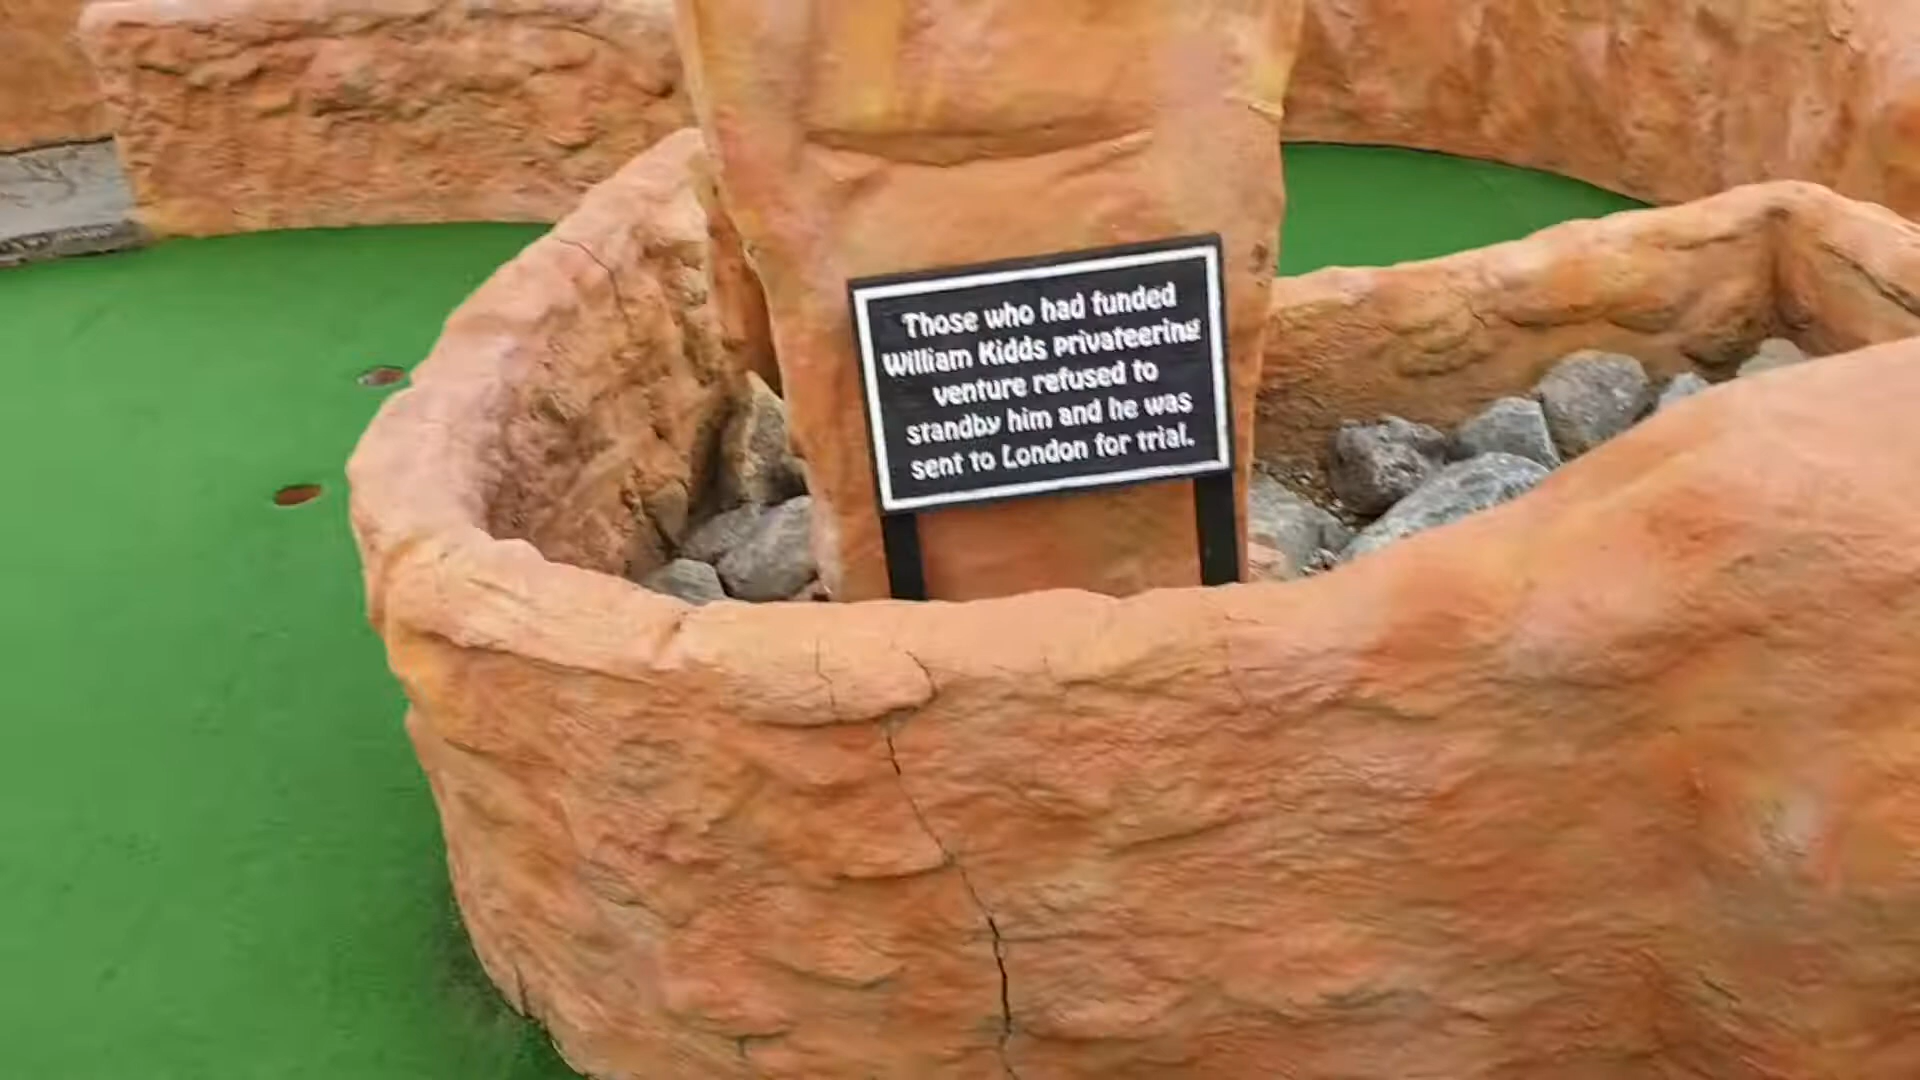 Those who had funded
William Kidds privateering
venture refused to
standby him and he was
sent to London for trial.